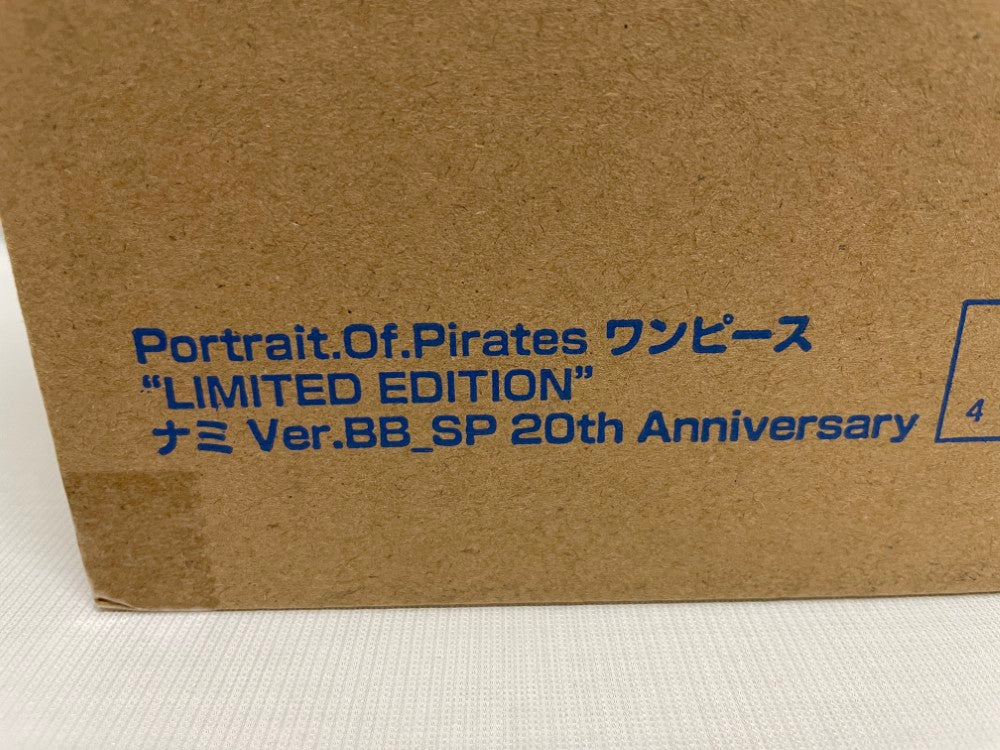 Portrait.Of.Pirates ワンピース
“LIMITED EDITION”
ナミ Ver.BB_SP 20th Anniversary
4